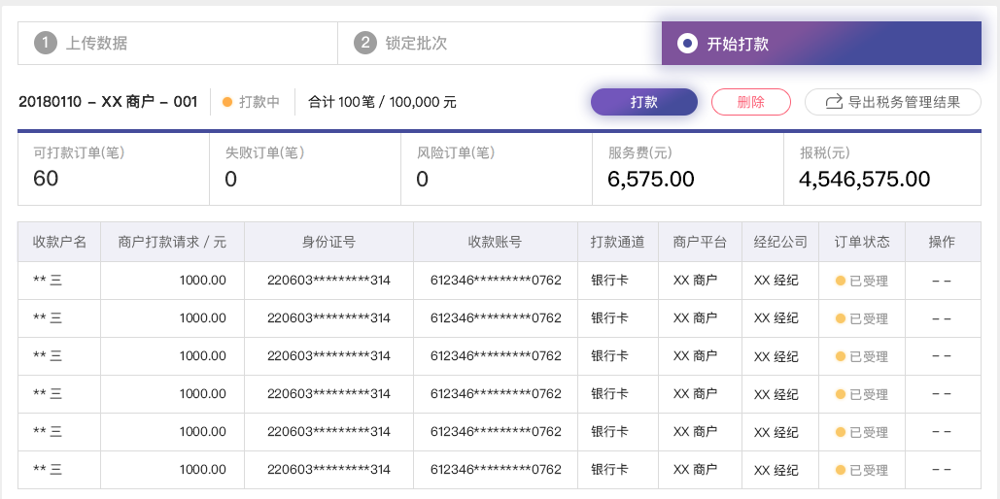 1 上传数据 2 锁定批次 开始打款
20180110 – XX 商户 – 001 打款中 合计 100笔 / 100,000 元 打款 删除 导出税务管理结果
可打款订单(笔) 失败订单(笔) 风险订单(笔) 服务费(元) 报税(元)
60 0 0 6,575.00 4,546,575.00
收款户名 商户打款请求 / 元 身份证号 收款账号 打款通道 商户平台 经纪公司 订单状态 操作
** 三 1000.00 220603*********314 612346*********0762 银行卡 XX 商户 XX 经纪 已受理 – –
** 三 1000.00 220603*********314 612346*********0762 银行卡 XX 商户 XX 经纪 已受理 – –
** 三 1000.00 220603*********314 612346*********0762 银行卡 XX 商户 XX 经纪 已受理 – –
** 三 1000.00 220603*********314 612346*********0762 银行卡 XX 商户 XX 经纪 已受理 – –
** 三 1000.00 220603*********314 612346*********0762 银行卡 XX 商户 XX 经纪 已受理 – –
** 三 1000.00 220603*********314 612346*********0762 银行卡 XX 商户 XX 经纪 已受理 – –